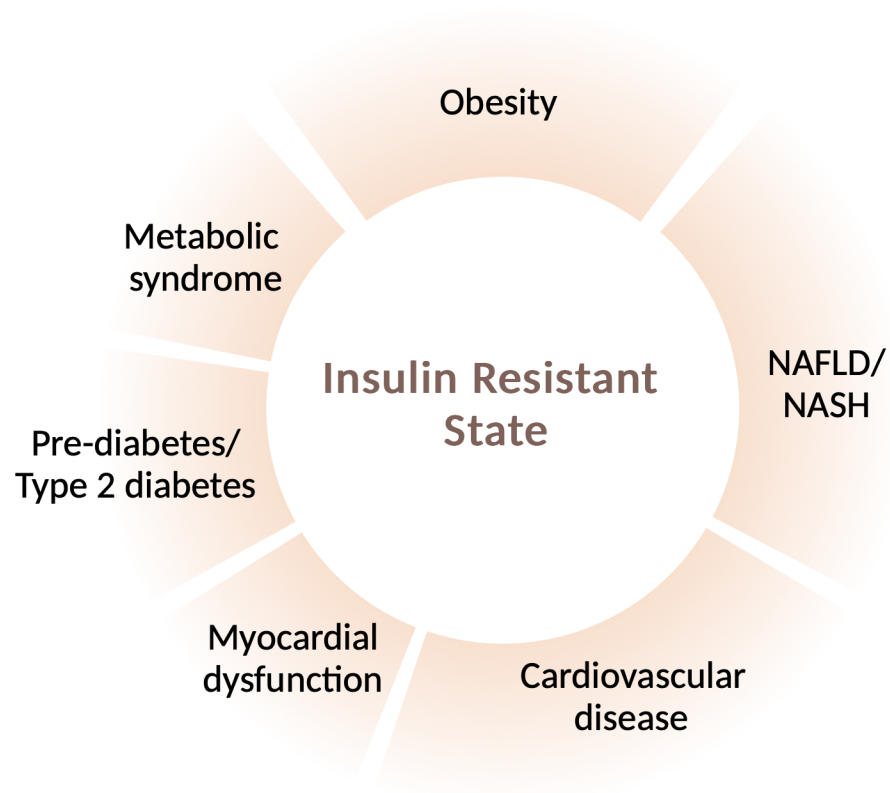 Obesity
Metabolic
syndrome
NAFLD/
NASH
Insulin Resistant
State
Pre-diabetes/
Type 2 diabetes
Myocardial
dysfunction
Cardiovascular
disease